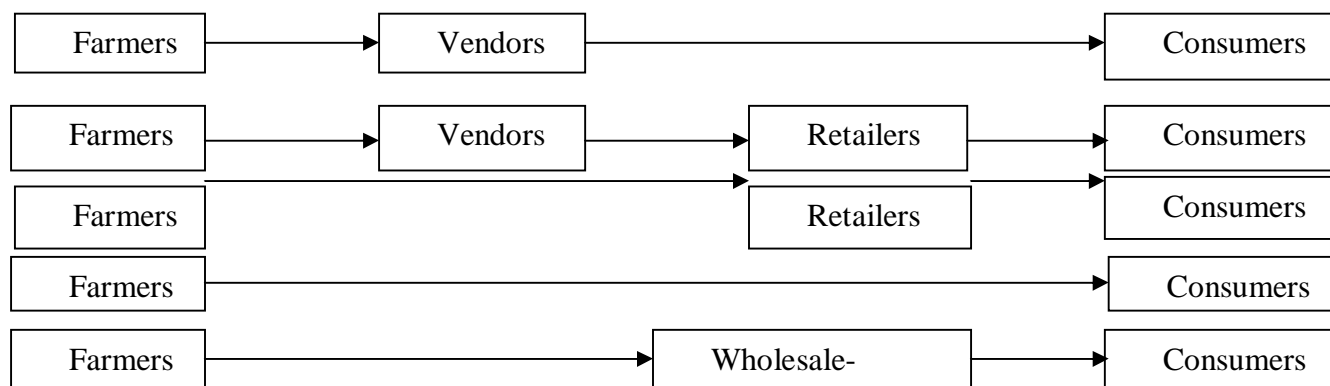 Farmers Vendors Consumers
Farmers Vendors Retailers Consumers
Farmers Retailers Consumers
Farmers Consumers
Farmers Wholesale- Consumers